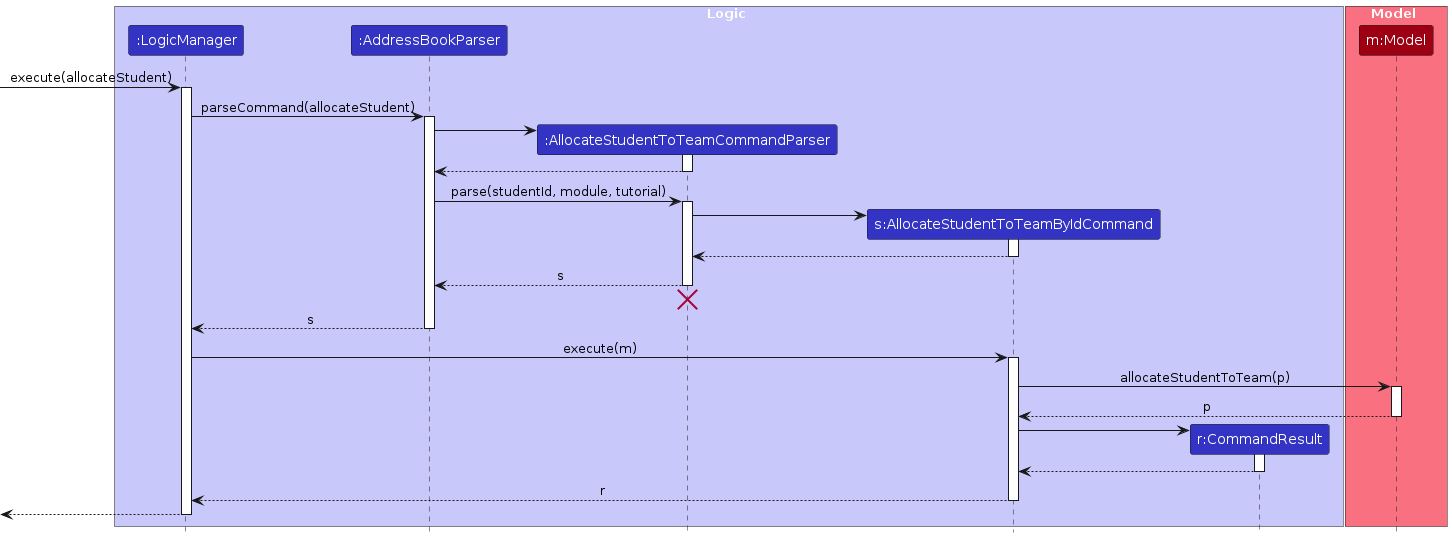 Logic
Model
:LogicManager
:AddressBookParser
m:Model
execute(allocateStudent)
parseCommand(allocateStudent)
:AllocateStudentToTeamCommandParser
parse(studentId, module, tutorial)
s:AllocateStudentToTeamByIdCommand
s
s
execute(m)
allocateStudentToTeam(p)
p
r:CommandResult
r